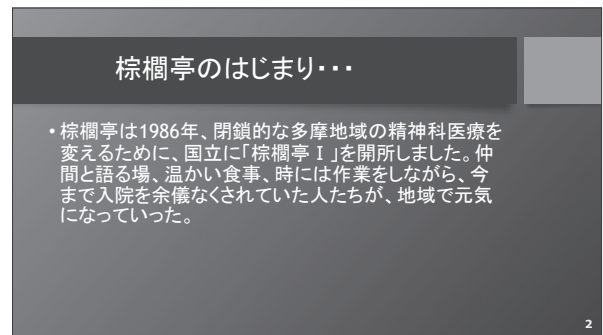 棕櫚亭のはじまり・・・
• 棕櫚亭は1986年、閉鎖的な多摩地域の精神科医療を
変えるために、国立に「棕櫚亭Ⅰ」を開所しました。仲
間と語る場、温かい食事、時には作業をしながら、今
まで入院を余儀なくされていた人たちが、地域で元気
になっていった。
2